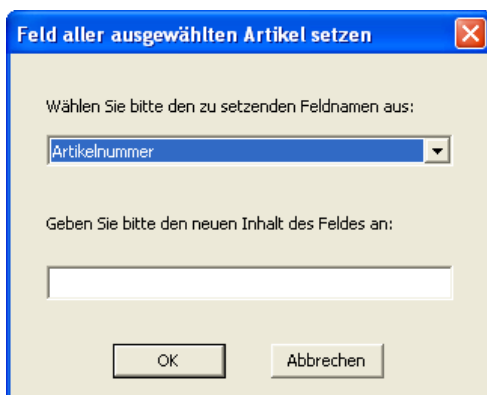 Feld aller ausgewählten Artikel setzen
Wählen Sie bitte den zu setzenden Feldnamen aus:
Artikelnummer
Geben Sie bitte den neuen Inhalt des Feldes an:
OK
Abbrechen